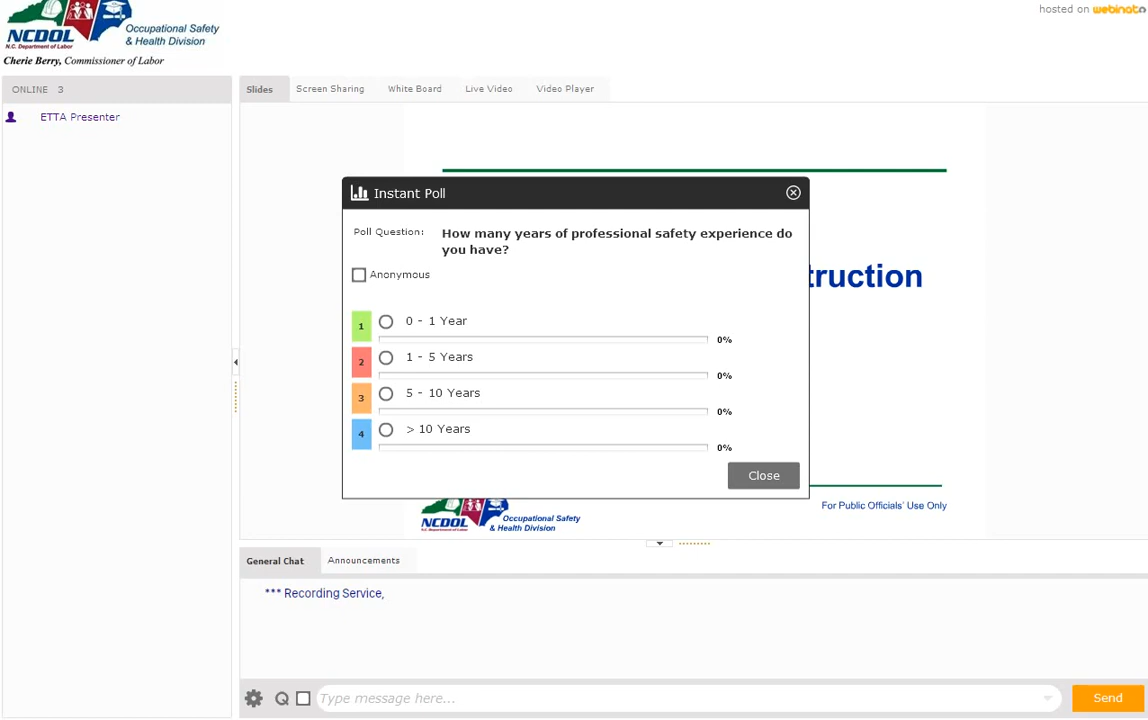 hosted on webinato
NCDOL
N.C. Department of Labor
Occupational Safety
& Health Division
Cherie Berry, Commissioner of Labor
ONLINE 3
ETTA Presenter
Slides
Screen Sharing
White Board
Live Video
Video Player
Instant Poll
Poll Question:
How many years of professional safety experience do
you have?
Anonymous
1 0 - 1 Year
0%
2 1 - 5 Years
0%
3 5 - 10 Years
0%
4 > 10 Years
0%
Close
truction
NCDOL
N.C. Department of Labor
Occupational Safety
& Health Division
For Public Officials' Use Only
General Chat
Announcements
*** Recording Service,
Q
Type message here...
Send